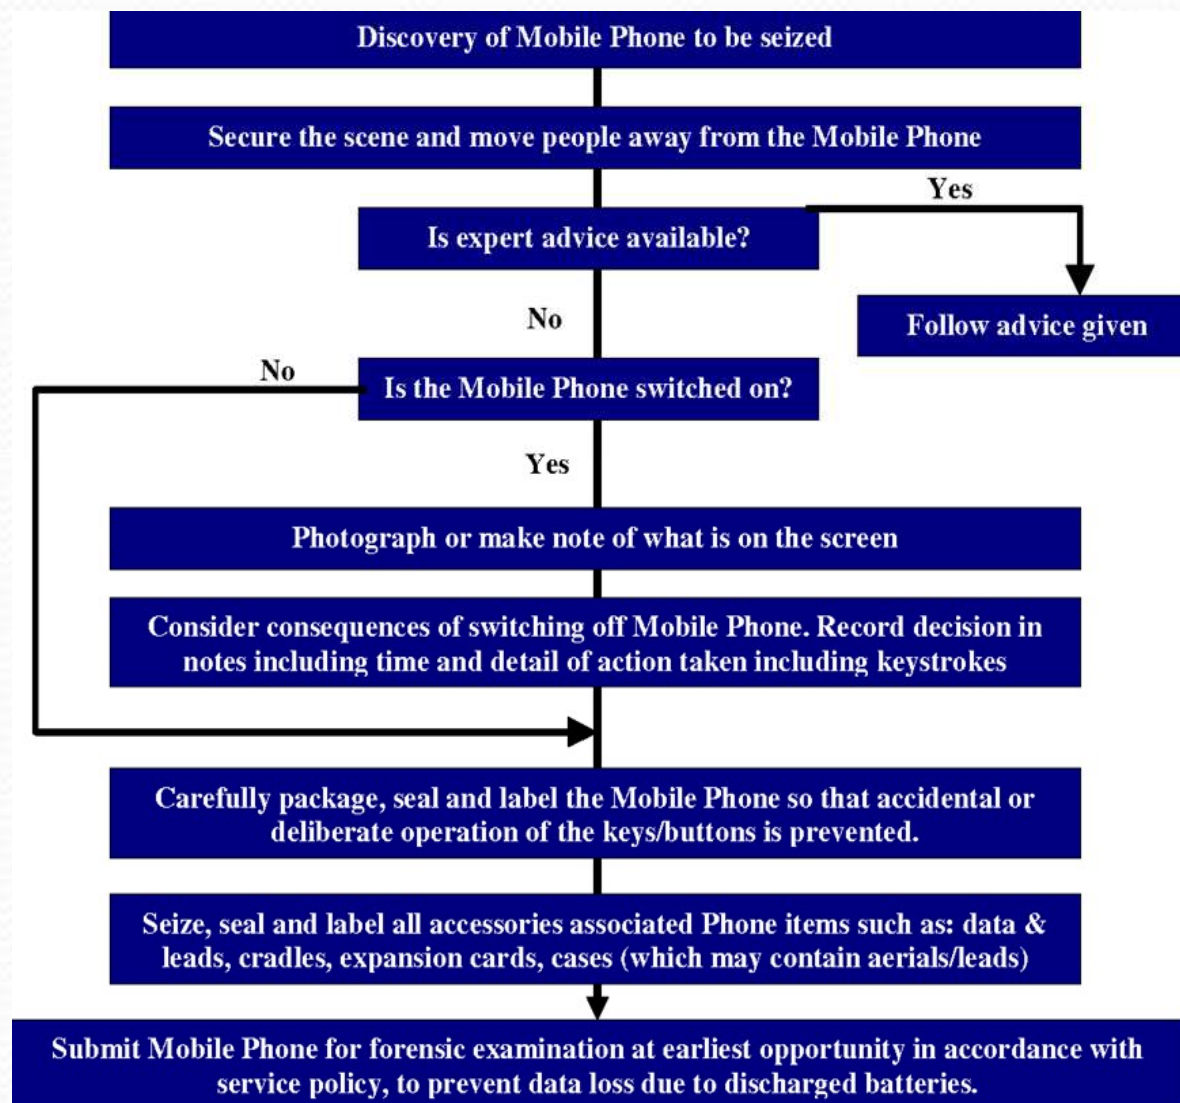 Discovery of Mobile Phone to be seized
Secure the scene and move people away from the Mobile Phone
Yes
Is expert advice available?
No
Follow advice given
No
Is the Mobile Phone switched on?
Yes
Photograph or make note of what is on the screen
Consider consequences of switching off Mobile Phone. Record decision in
notes including time and detail of action taken including keystrokes
Carefully package, seal and label the Mobile Phone so that accidental or
deliberate operation of the keys/buttons is prevented.
Seize, seal and label all accessories associated Phone items such as: data &
leads, cradles, expansion cards, cases (which may contain aerials/leads)
Submit Mobile Phone for forensic examination at earliest opportunity in accordance with
service policy, to prevent data loss due to discharged batteries.